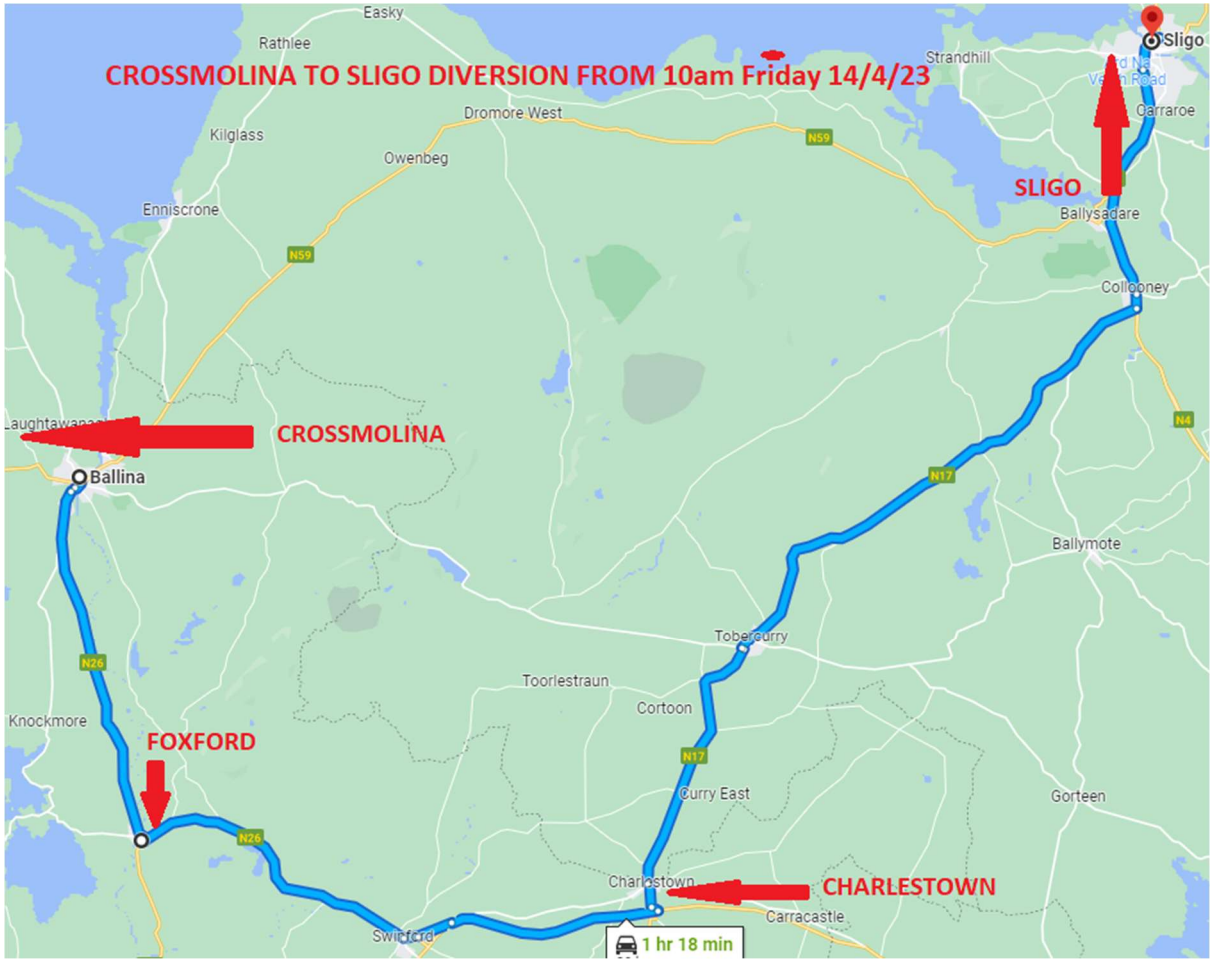 Easky
Rathlee
Sligo
Strandhill
CROSSMOLINA TO SLIGO DIVERSION FROM 10am Friday 14/4/23
Road
Carraroe
Dromore West
Kilglass
N59
Owenbeg
SLIGO
Enniscrone
Ballysadare
N59
Collooney
CROSSMOLINA
N4
Ballina
N17
Ballymote
Tobercurry
N26
Toorlestraun
Cortoon
Knockmore
FOXFORD
N17
Curry East
Gorteen
N26
Charlestown
CHARLESTOWN
Carracastle
Swinford
1 hr 18 min